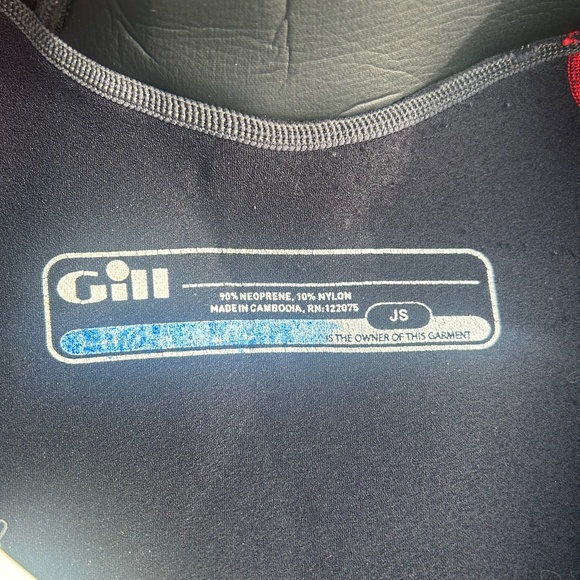 Gill
90% NEOPRENE, 10% NYLON
MADE IN CAMBODIA, RN:122075
JS
IS THE OWNER OF THIS GARMENT